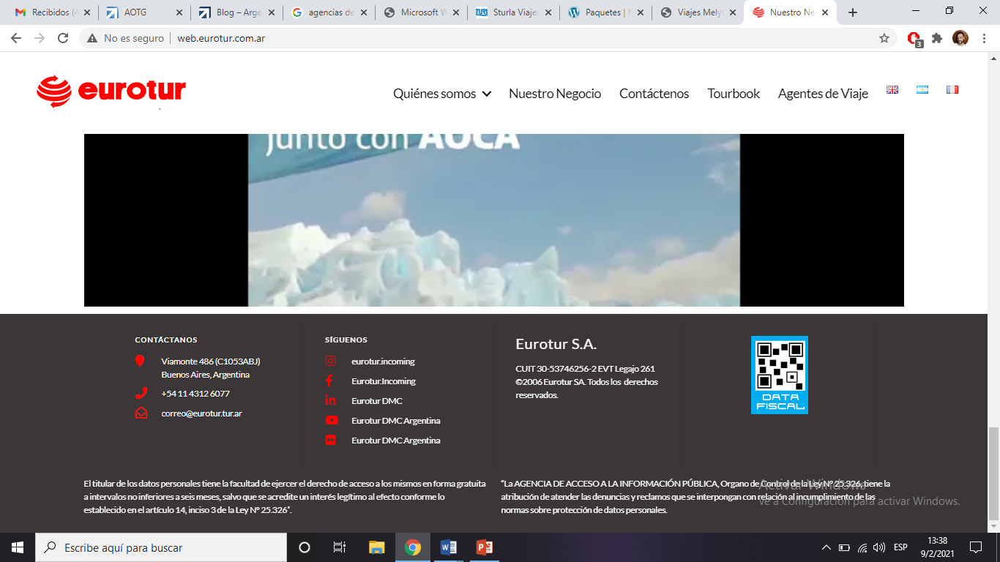 Recibidos (4
AOTG
Blog – Arge
agencias de
Microsoft W
Sturla Viajes
Paquetes | M
Viajes Mely
Nuestro Ne
No es seguro
web.eurotur.com.ar
3
eurotur
Quiénes somos
Nuestro Negocio
Contáctenos
Tourbook
Agentes de Viaje
junto con AUCA
CONTÁCTANOS
Viamonte 486 (C1053ABJ)
Buenos Aires, Argentina
+54 11 4312 6077
correo@eurotur.tur.ar
SÍGUENOS
eurotur.incoming
Eurotur.Incoming
Eurotur DMC
Eurotur DMC Argentina
Eurotur DMC Argentina
Eurotur S.A.
CUIT 30-53746256-2 EVT Legajo 261
©2006 Eurotur SA. Todos los derechos
reservados.
DATA
FISCAL
El titular de los datos personales tiene la facultad de ejercer el derecho de acceso a los mismos en forma gratuita
a intervalos no inferiores a seis meses, salvo que se acredite un interés legítimo al efecto conforme lo
establecido en el artículo 14, inciso 3 de la Ley Nº 25.326".
“La AGENCIA DE ACCESO A LA INFORMACIÓN PÚBLICA, Organo de Control de la Ley Nº 25.326, tiene la
atribución de atender las denuncias y reclamos que se interpongan con relación al incumplimiento de las
normas sobre protección de datos personales.
Activar Windows
Ve a Configuración para activar Windows.
Escribe aquí para buscar
ESP
13:38
9/2/2021